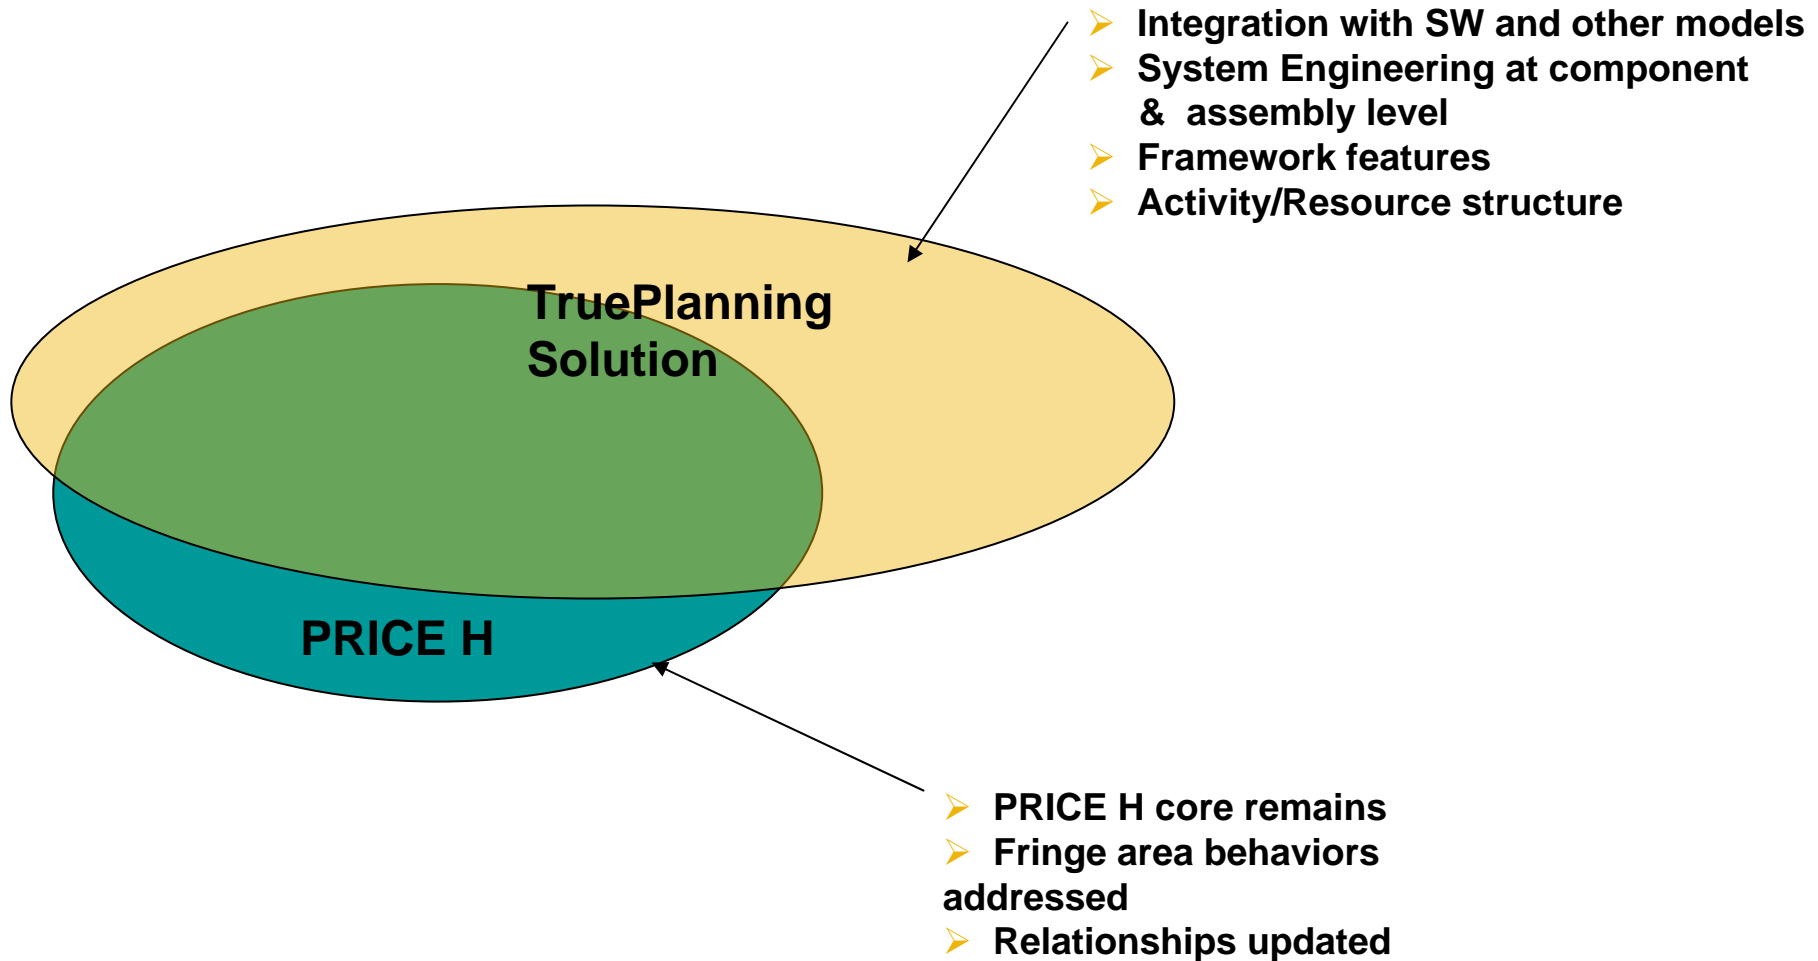 ➢ Integration with SW and other models
➢ System Engineering at component
& assembly level
➢ Framework features
➢ Activity/Resource structure
TruePlanning
Solution
PRICE H
➢ PRICE H core remains
➢ Fringe area behaviors
addressed
➢ Relationships updated